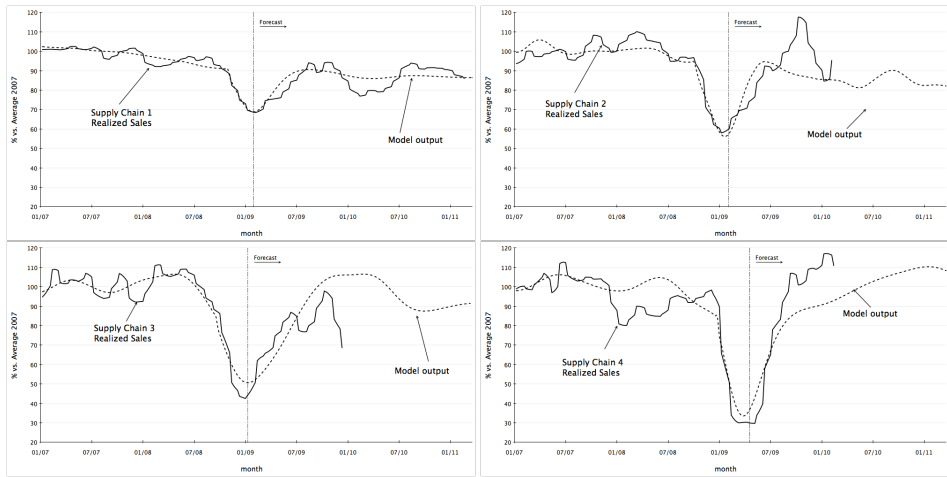 120
110
100
90
80
70
60
50
40
30
20
% vs. Average 2007
Forecast
Supply Chain 1
Realized Sales
Model output
01/07 07/07 01/08 07/08 01/09 07/09 01/10 07/10 01/11
month
120
110
100
90
80
70
60
50
40
30
20
% vs. Average 2007
Forecast
Supply Chain 2
Realized Sales
Model output
01/07 07/07 01/08 07/08 01/09 07/09 01/10 07/10 01/11
month
120
110
100
90
80
70
60
50
40
30
20
% vs. Average 2007
Forecast
Supply Chain 3
Realized Sales
Model output
01/07 07/07 01/08 07/08 01/09 07/09 01/10 07/10 01/11
month
120
110
100
90
80
70
60
50
40
30
20
% vs. Average 2007
Forecast
Model output
Supply Chain 4
Realized Sales
01/07 07/07 01/08 07/08 01/09 07/09 01/10 07/10 01/11
month